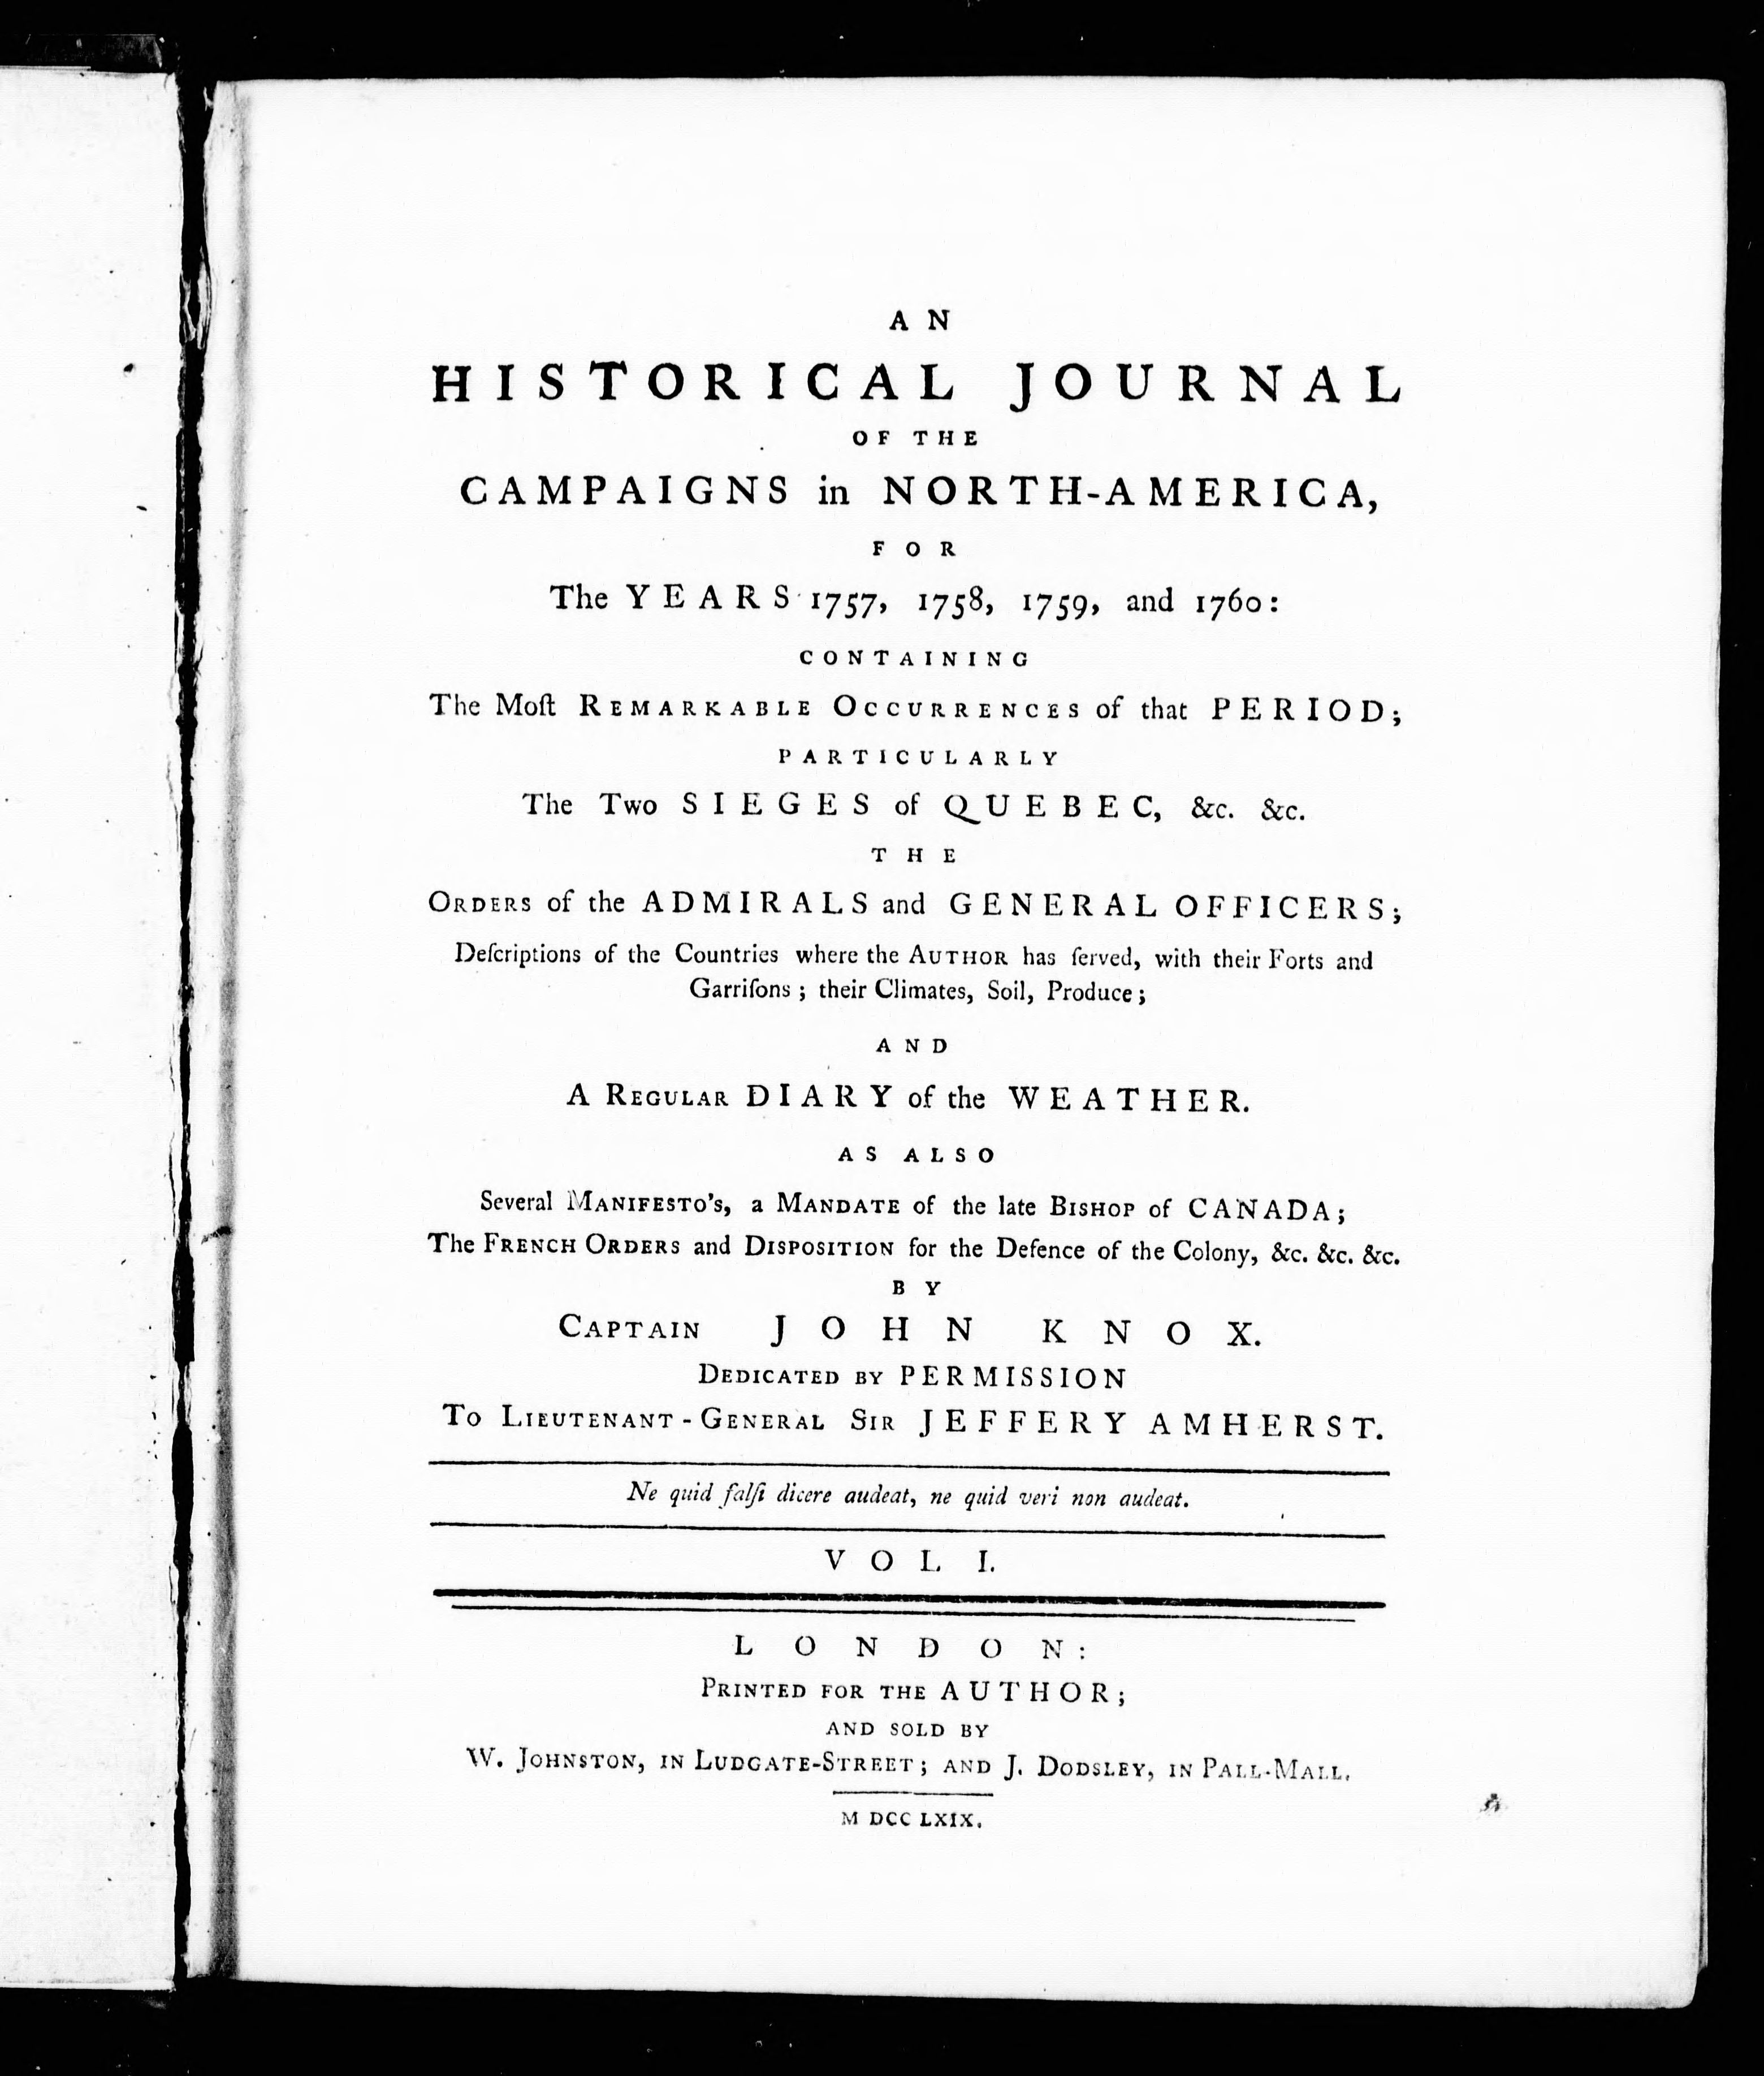 AN
HISTORICAL JOURNAL
OF THE
CAMPAIGNS in NORTH-AMERICA,
FOR
The YEARS 1757, 1758, 1759, and 1760:
CONTAINING
The Moſt REMARKABLE OCCURRENCES of that PERIOD;
PARTICULARLY
The Two SIEGES of QUEBEC, &c. &c.
THE
ORDERS of the ADMIRALS and GENERAL OFFICERS;
Deſcriptions of the Countries where the AUTHOR has ſerved, with their Forts and
Garriſons; their Climates, Soil, Produce;
AND
A REGULAR DIARY of the WEATHER.
AS ALSO
Several MANIFESTO'S, a MANDATE of the late BISHOP of CANADA;
The FRENCH ORDERS and DISPOSITION for the Defence of the Colony, &c. &c. &c.
BY
CAPTAIN JOHN KNOX.
DEDICATED BY PERMISSION
TO LIEUTENANT-GENERAL SIR JEFFERY AMHERST.
Ne quid falſi dicere audeat, ne quid veri non audeat.
VOL I.
LONDON:
PRINTED FOR THE AUTHOR;
AND SOLD BY
W. JOHNSTON, IN LUDGATE-STREET; AND J. DODSLEY, IN PALL-MALL.
M DCC LXIX.